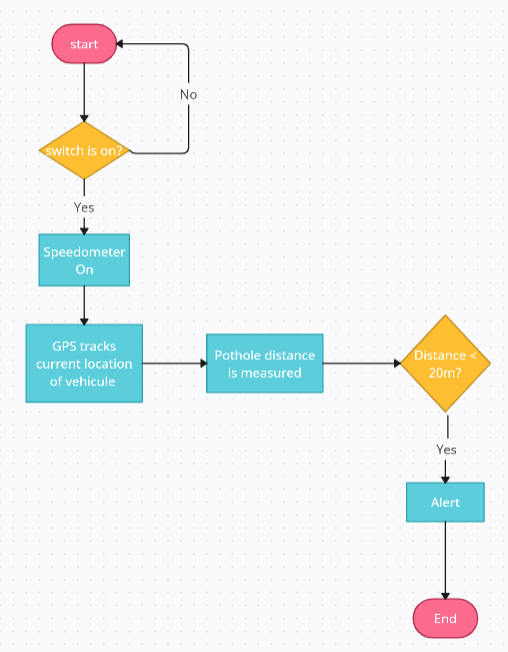 start
No
switch is on?
Yes
Speedometer
On
GPS tracks
current location
of vehicule
Pothole distance
is measured
Distance <
20m?
Yes
Alert
End